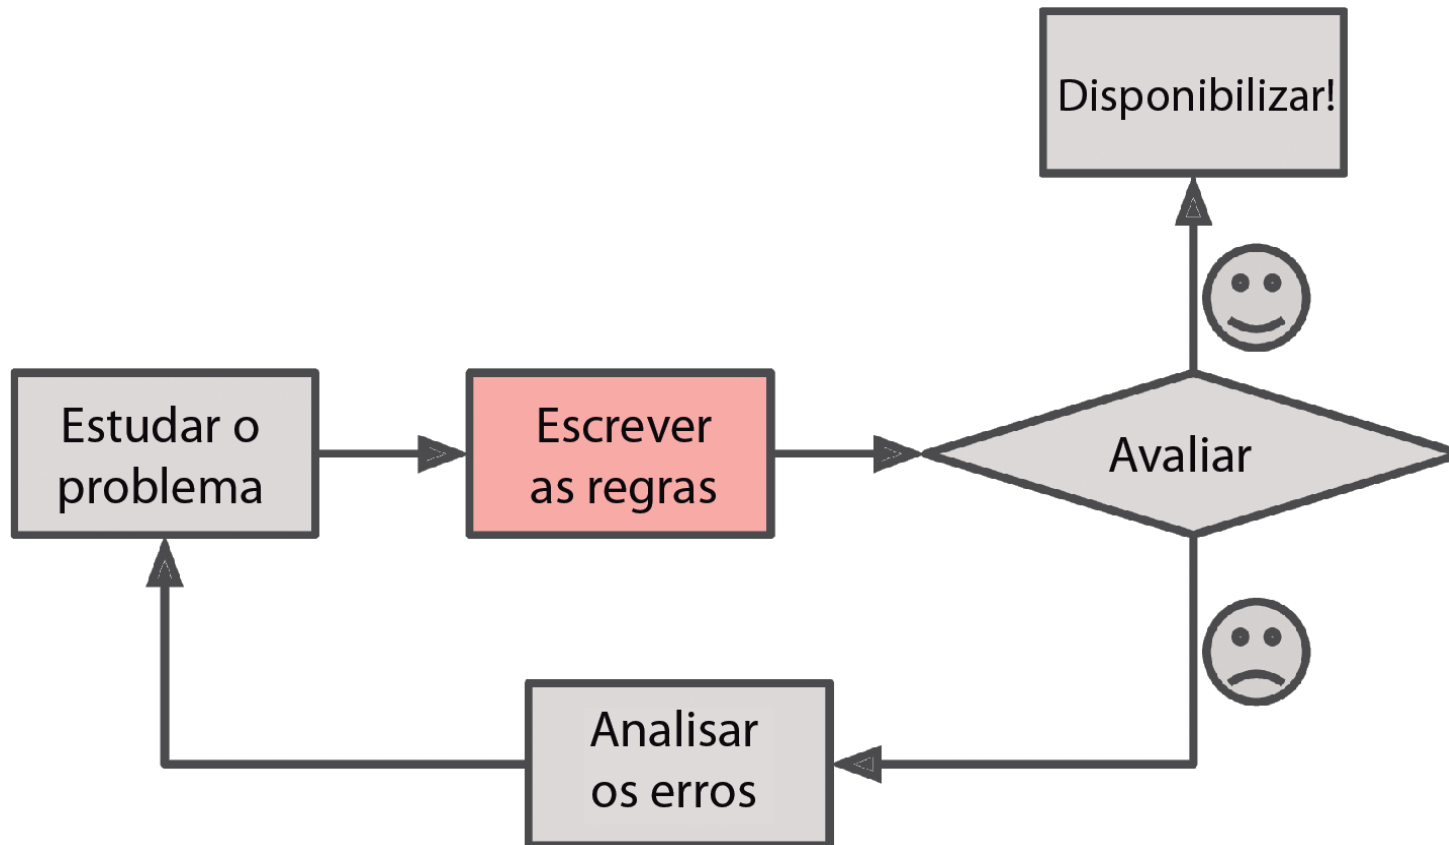 Disponibilizar!
Estudar o
problema
Escrever
as regras
Avaliar
Analisar
os erros